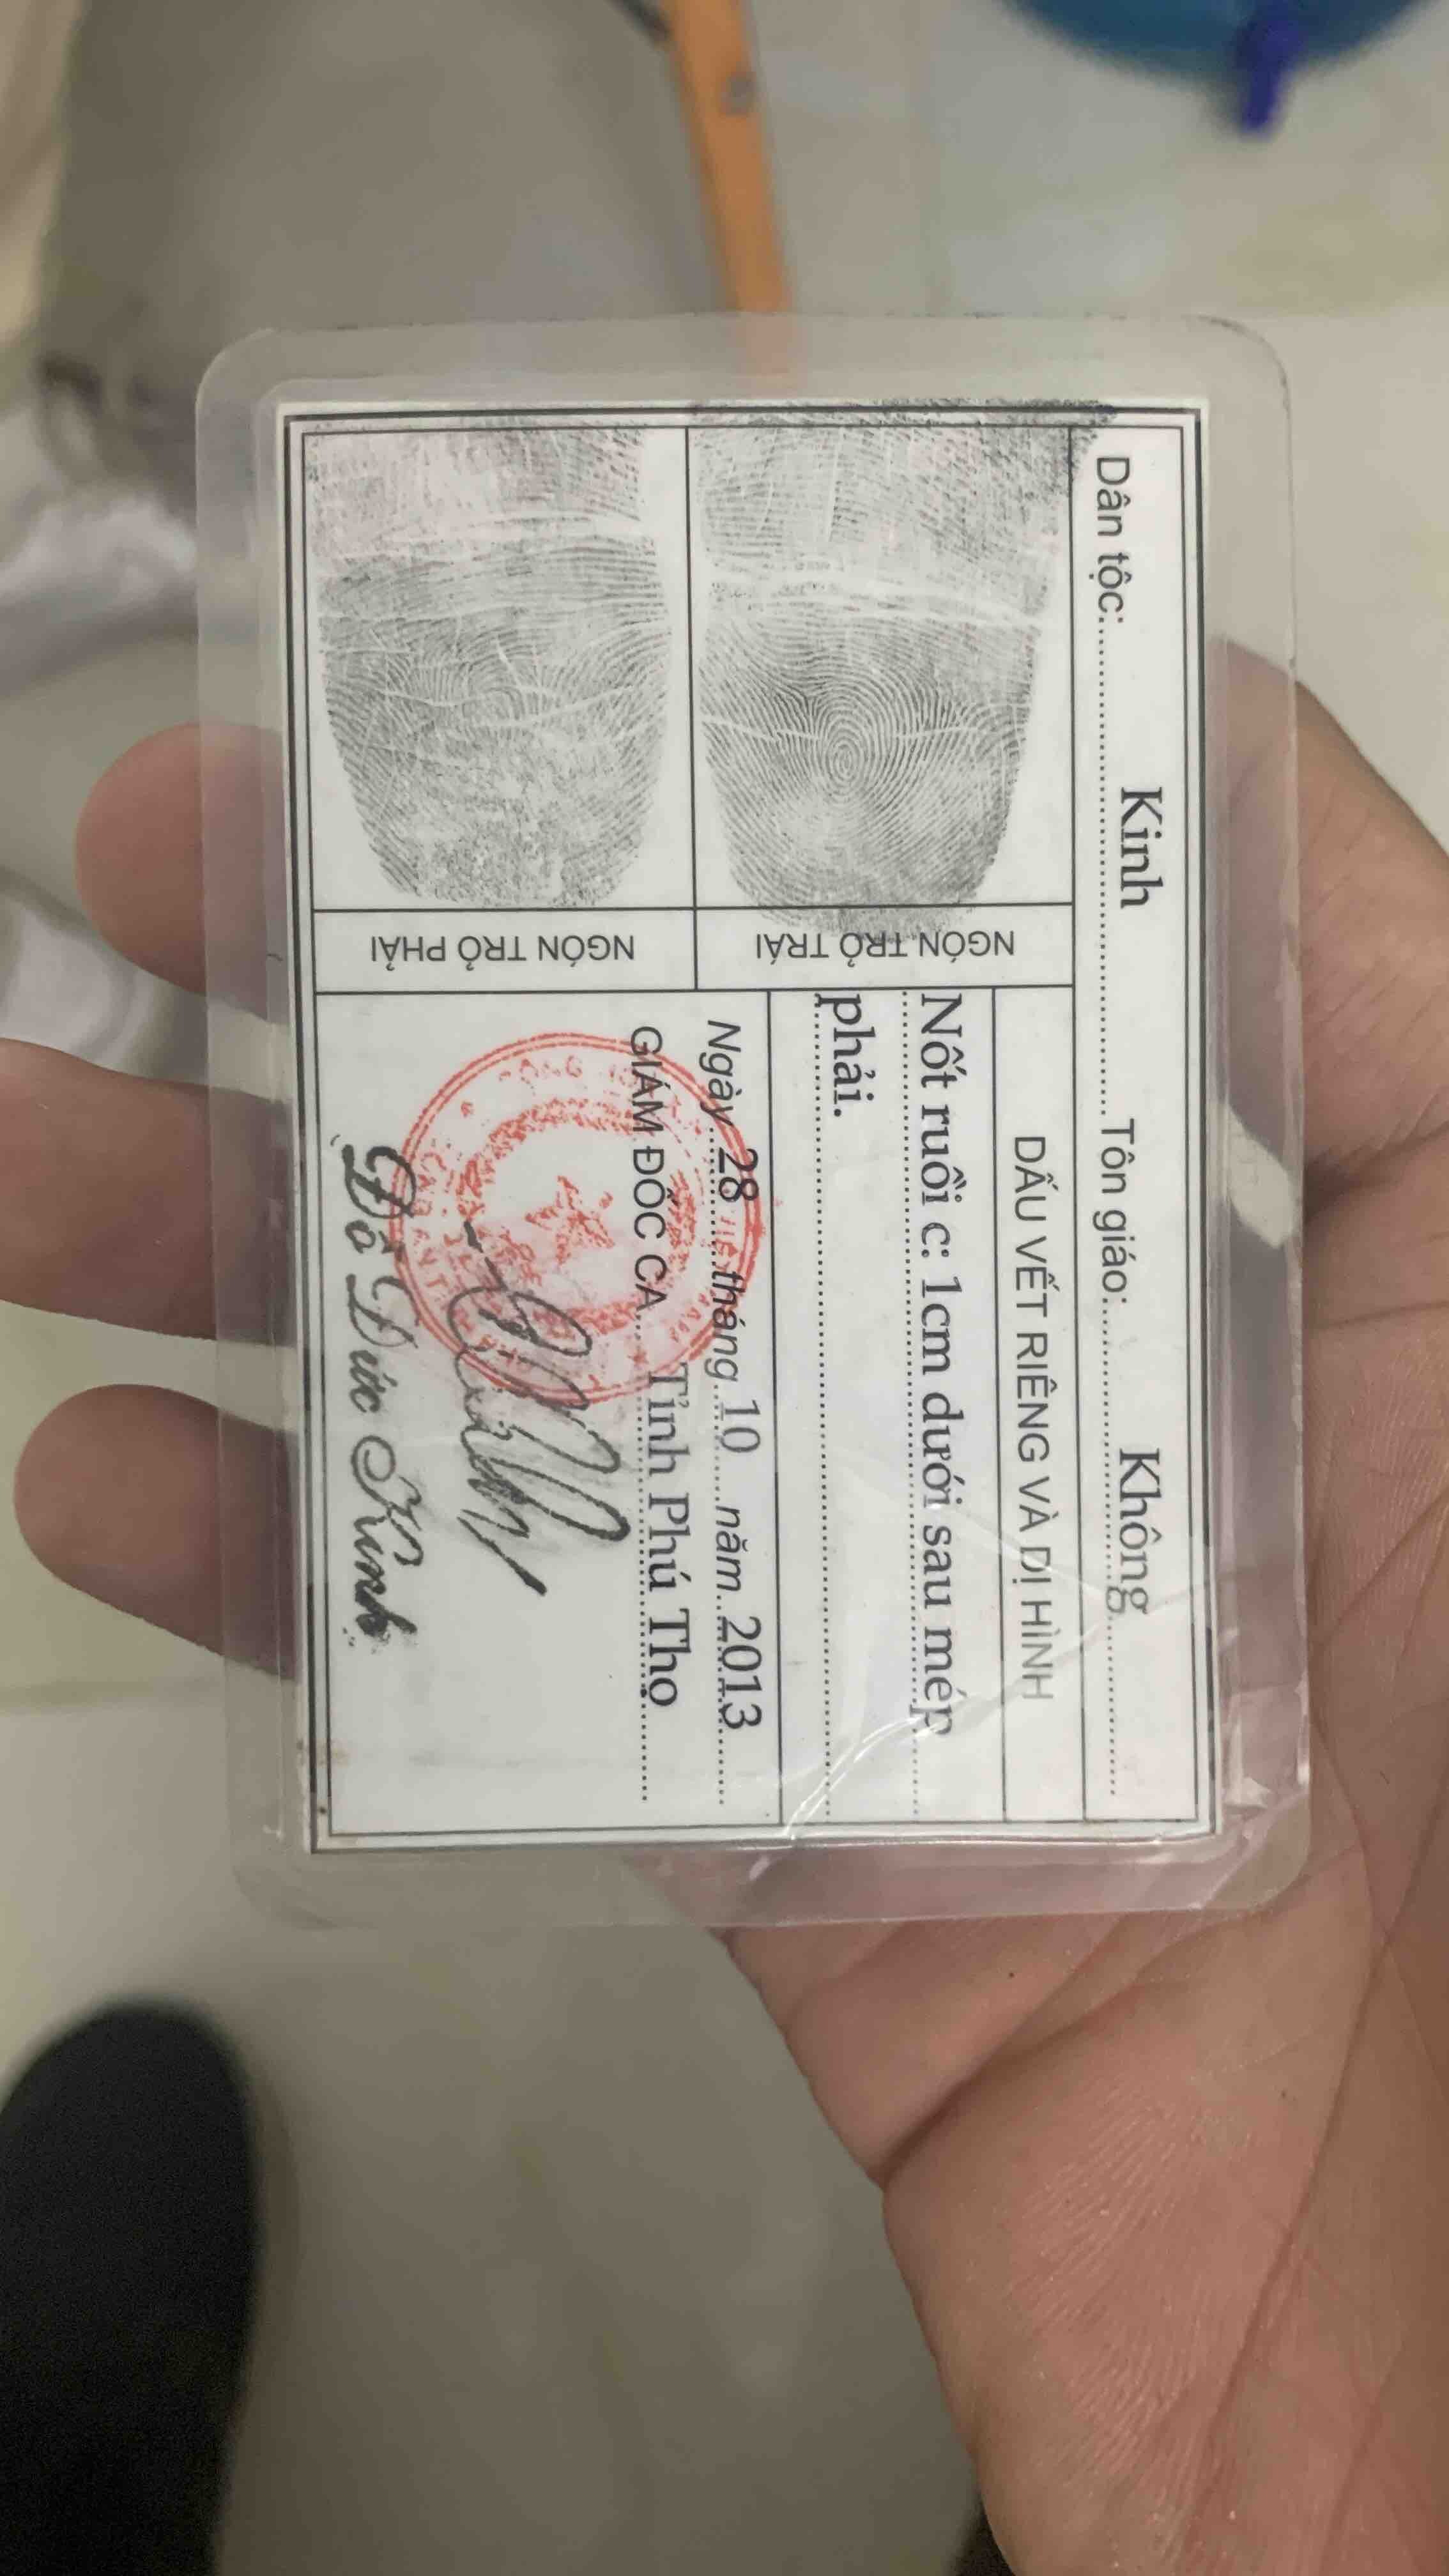 Dân tộc: Kinh Tôn giáo: Không
NGÓN TRỎ TRÁI
NGÓN TRỎ PHẢI
DẤU VẾT RIÊNG VÀ DỊ HÌNH
Nốt ruồi c: 1cm dưới sau mép
phải.
Ngày 28 tháng 10 năm 2013
GIÁM ĐỐC CA Tỉnh Phú Thọ
Đỗ Đức Kính